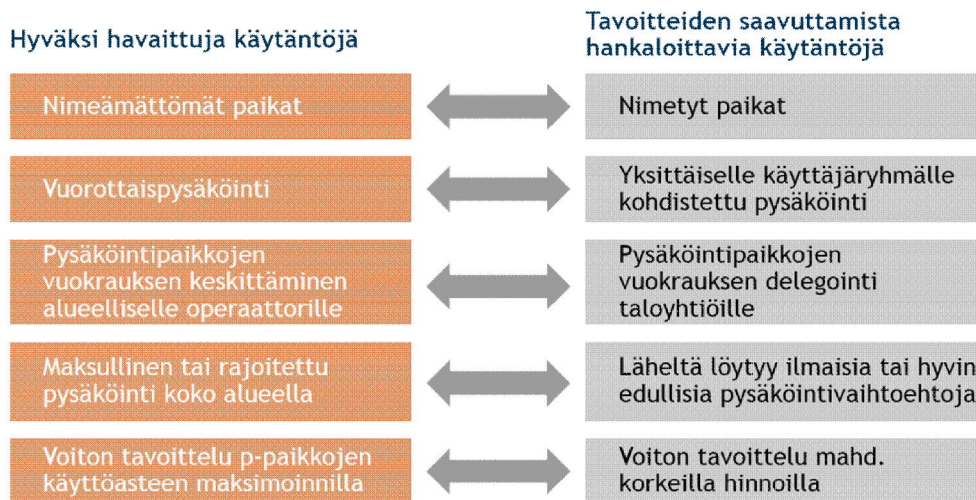 Hyväksi havaittuja käytäntöjä
Tavoitteiden saavuttamista
hankaloittavia käytäntöjä
Nimeämättömät paikat
Nimetyt paikat
Vuorottaispysäköinti
Yksittäiselle käyttäjäryhmälle
kohdistettu pysäköinti
Pysäköintipaikkojen
vuokrauksen keskittäminen
alueelliselle operaattorille
Pysäköintipaikkojen
vuokrauksen delegointi
taloyhtiöille
Maksullinen tai rajoitettu
pysäköinti koko alueella
Läheltä löytyy ilmaisia tai hyvin
edullisia pysäköintivaihtoehtoja
Voiton tavoittelu p-paikkojen
käyttöasteen maksimoinnilla
Voiton tavoittelu mahd.
korkeilla hinnoilla